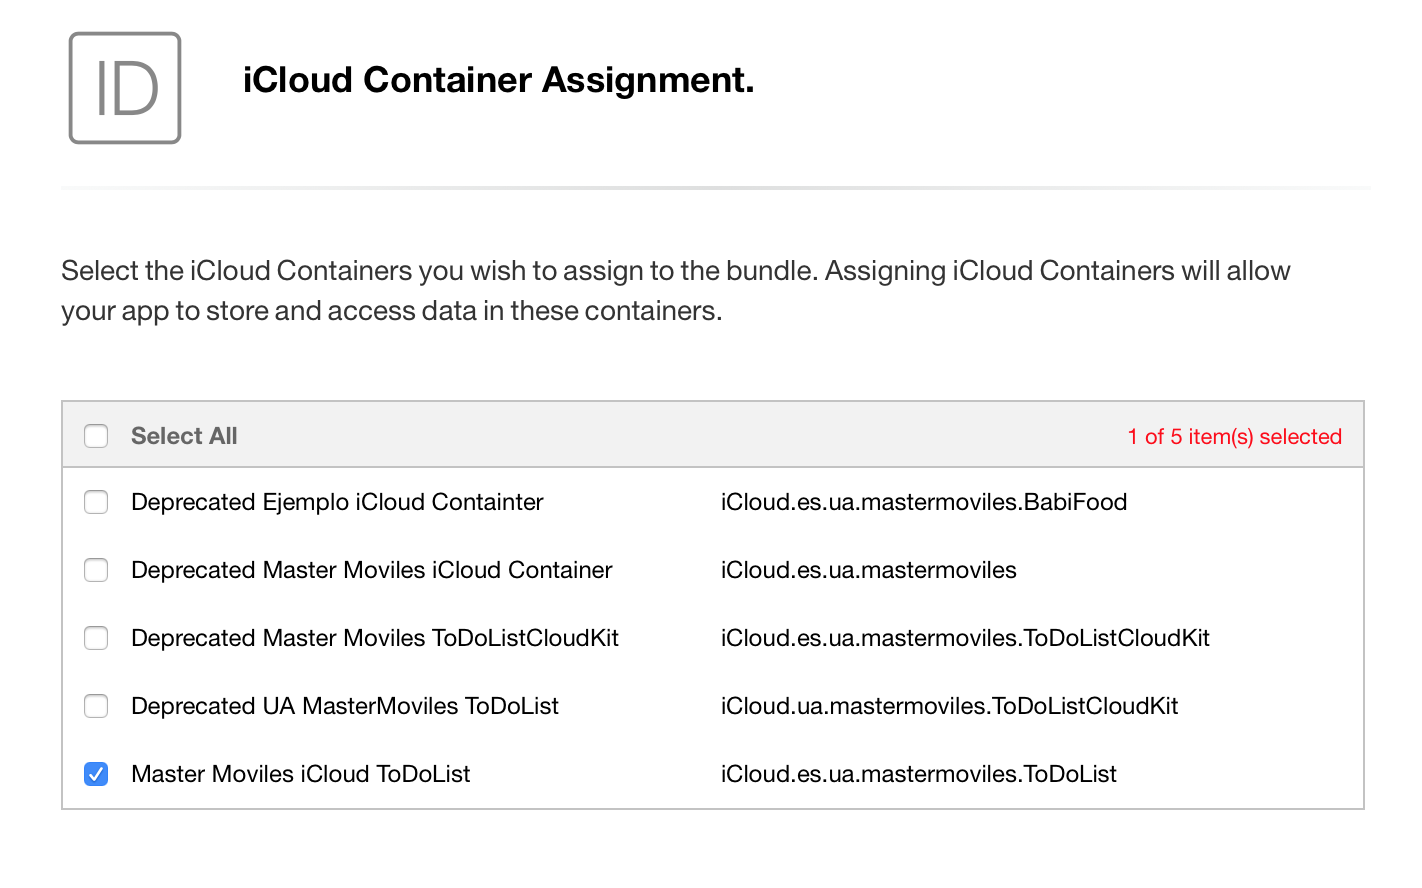 ID
iCloud Container Assignment.
Select the iCloud Containers you wish to assign to the bundle. Assigning iCloud Containers will allow
your app to store and access data in these containers.
Select All 1 of 5 item(s) selected
Deprecated Ejemplo iCloud Containter iCloud.es.ua.mastermoviles.BabiFood
Deprecated Master Moviles iCloud Container iCloud.es.ua.mastermoviles
Deprecated Master Moviles ToDoListCloudKit iCloud.es.ua.mastermoviles.ToDoListCloudKit
Deprecated UA MasterMoviles ToDoList iCloud.ua.mastermoviles.ToDoListCloudKit
Master Moviles iCloud ToDoList iCloud.es.ua.mastermoviles.ToDoList